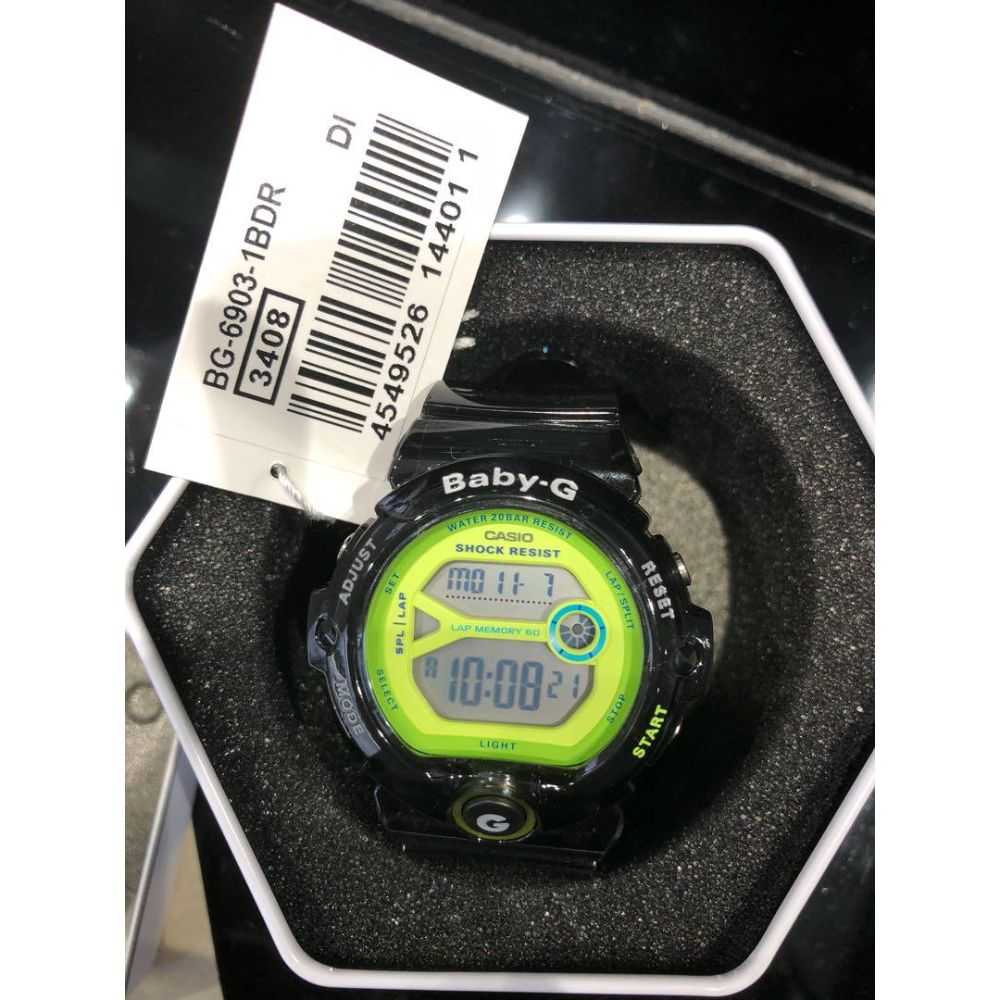 DI
BG-6903-1BDR
3408
4549526 14401 1
Baby-G
WATER 20BAR RESIST
CASIO
SHOCK RESIST
ADJUST
SET
RESET
LAP/SPLIT
MO 11- 7
SPL | LAP
LAP MEMORY 60
10:08 21
SELECT
MODE
STOP
START
LIGHT
G